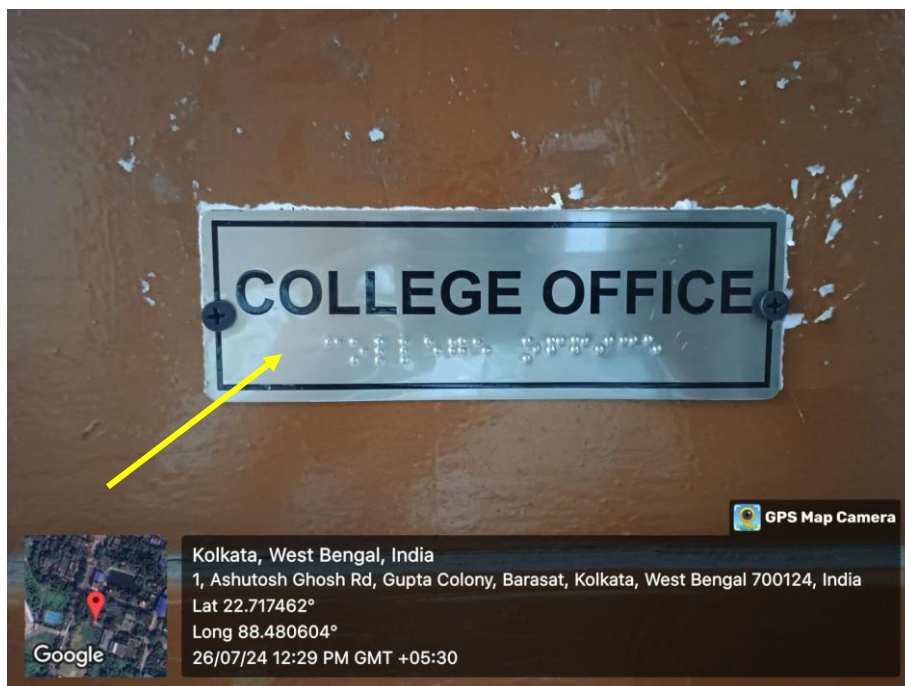 COLLEGE OFFICE
⠉⠕⠇⠇⠑⠛⠑ ⠕⠋⠋⠊⠉⠑
GPS Map Camera
Kolkata, West Bengal, India
1, Ashutosh Ghosh Rd, Gupta Colony, Barasat, Kolkata, West Bengal 700124, India
Lat 22.717462°
Long 88.480604°
26/07/24 12:29 PM GMT +05:30
Google